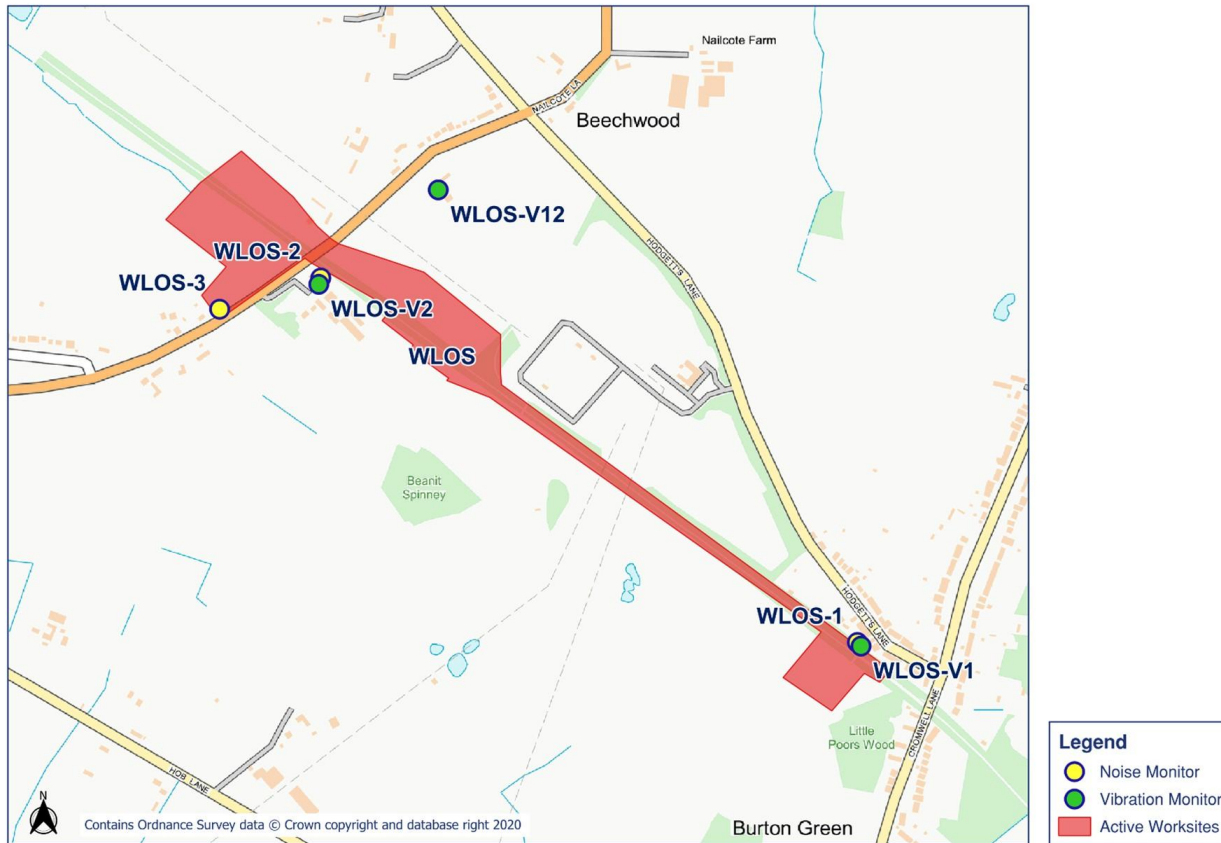 Nailcote Farm
NAILCOTE LA
Beechwood
WLOS-V12
HODGETT'S LANE
WLOS-2
WLOS-3
WLOS-V2
WLOS
Beanit
Spinney
WLOS-1
HODGETT'S LANE
WLOS-V1
CROMWELL LANE
Little
Poors Wood
HOB LANE
N
Contains Ordnance Survey data © Crown copyright and database right 2020
Burton Green
Legend
Noise Monitor
Vibration Monitor
Active Worksites